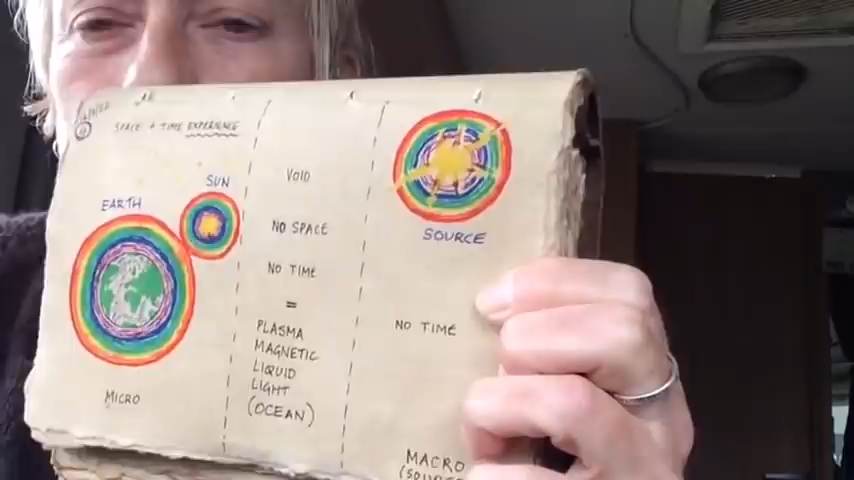 SPACE + TIME EXPERIENCE
EARTH
SUN
MICRO
VOID
NO SPACE
NO TIME
=
PLASMA
MAGNETIC
LIQUID
LIGHT
(OCEAN)
SOURCE
NO TIME
MACRO